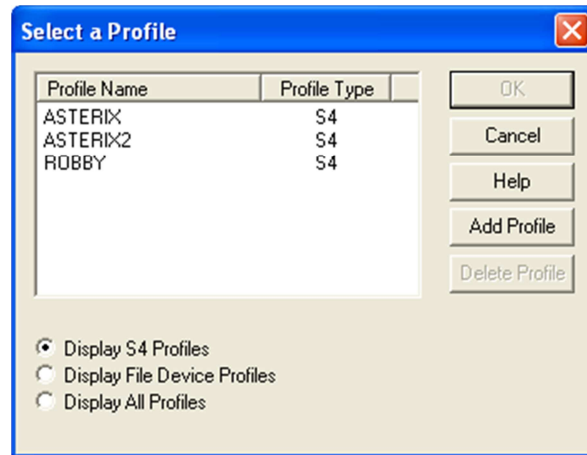 Select a Profile
Profile Name Profile Type
ASTERIX S4
ASTERIX2 S4
ROBBY S4
OK
Cancel
Help
Add Profile
Delete Profile
Display S4 Profiles
Display File Device Profiles
Display All Profiles